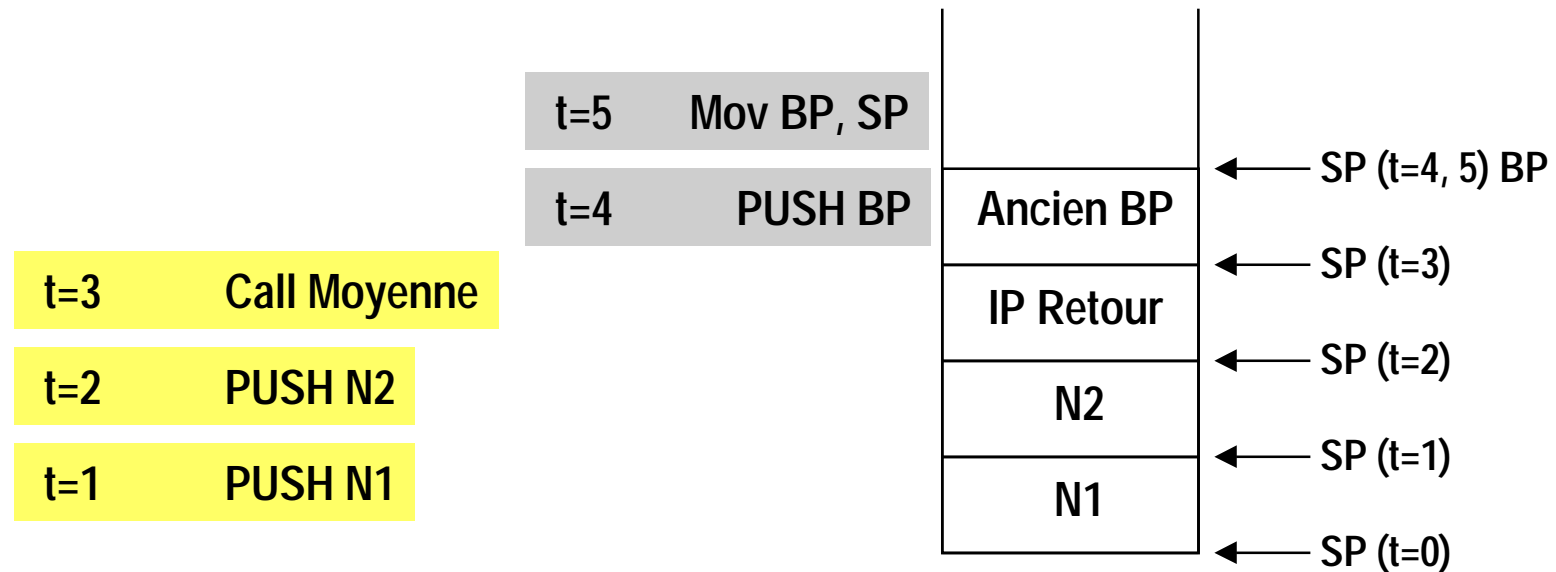 t=5 Mov BP, SP
SP (t=4, 5) BP
t=4 PUSH BP
Ancien BP
SP (t=3)
t=3 Call Moyenne
IP Retour
SP (t=2)
t=2 PUSH N2
N2
SP (t=1)
t=1 PUSH N1
N1
SP (t=0)